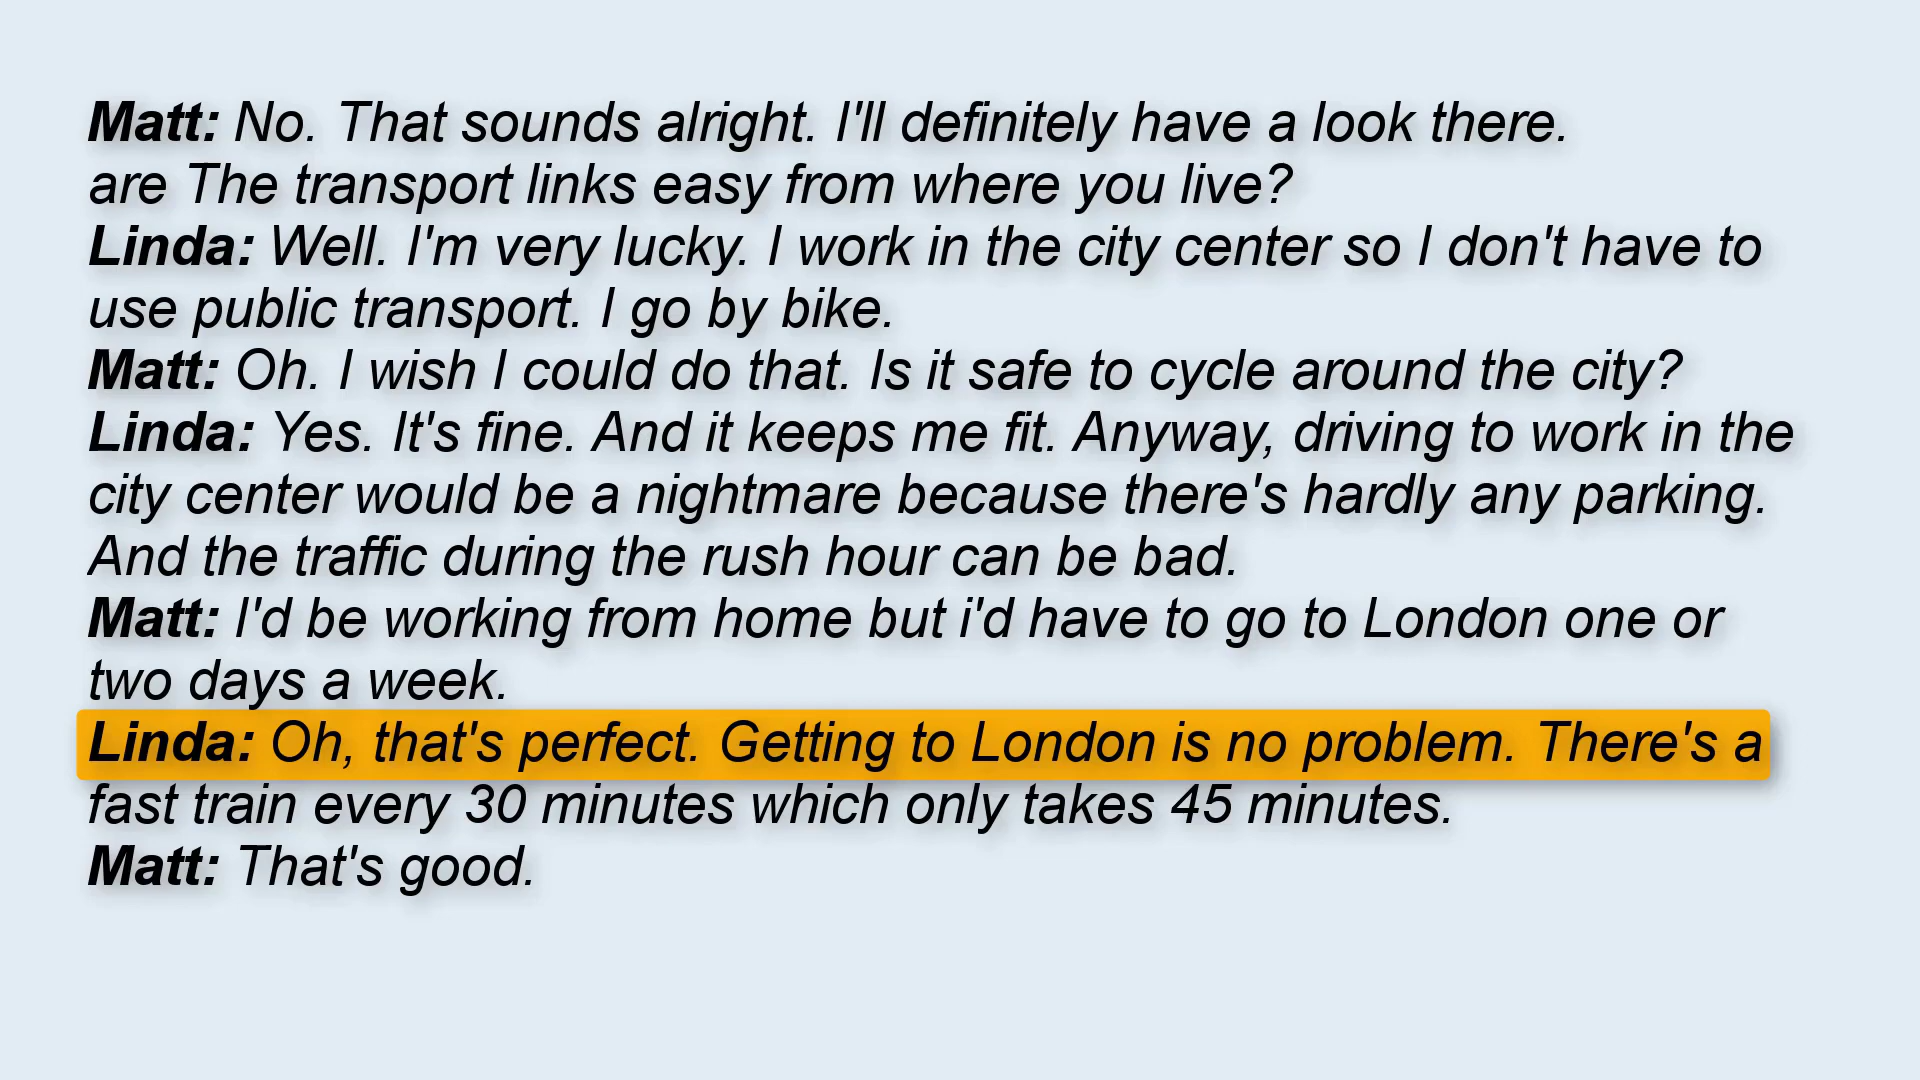 Matt: No. That sounds alright. I'll definitely have a look there.
are The transport links easy from where you live?
Linda: Well. I'm very lucky. I work in the city center so I don't have to
use public transport. I go by bike.
Matt: Oh. I wish I could do that. Is it safe to cycle around the city?
Linda: Yes. It's fine. And it keeps me fit. Anyway, driving to work in the
city center would be a nightmare because there's hardly any parking.
And the traffic during the rush hour can be bad.
Matt: I'd be working from home but i'd have to go to London one or
two days a week.
Linda: Oh, that's perfect. Getting to London is no problem. There's a
fast train every 30 minutes which only takes 45 minutes.
Matt: That's good.